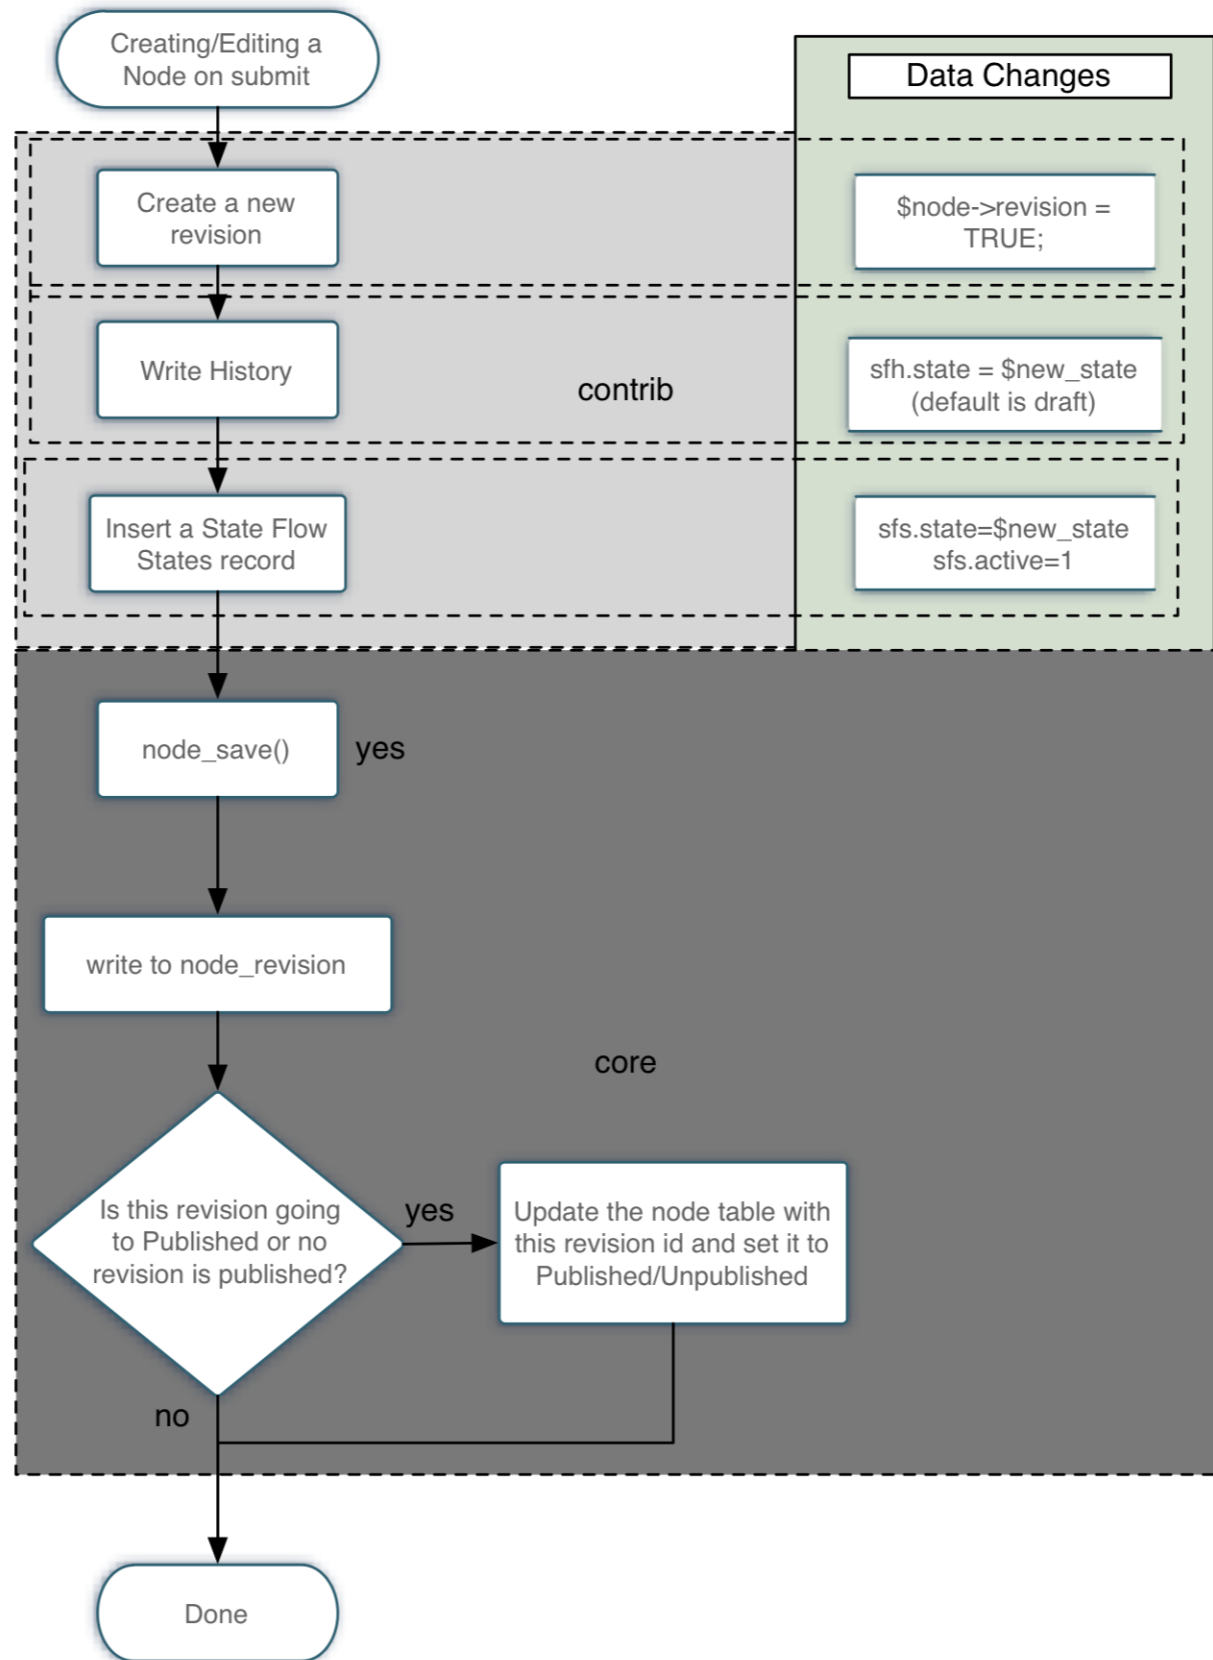 Creating/Editing a
Node on submit
Data Changes
Create a new
revision
$node->revision =
TRUE;
Write History
contrib
sfh.state = $new_state
(default is draft)
Insert a State Flow
States record
sfs.state=$new_state
sfs.active=1
node_save()
yes
write to node_revision
core
Is this revision going
to Published or no
revision is published?
yes
Update the node table with
this revision id and set it to
Published/Unpublished
no
Done